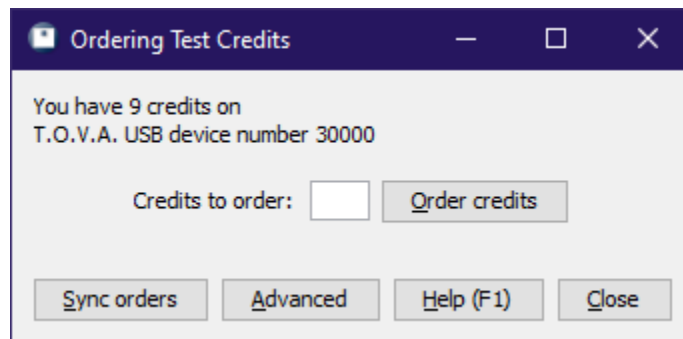 Ordering Test Credits
You have 9 credits on
T.O.V.A. USB device number 30000
Credits to order: Order credits
Sync orders Advanced Help (F1) Close